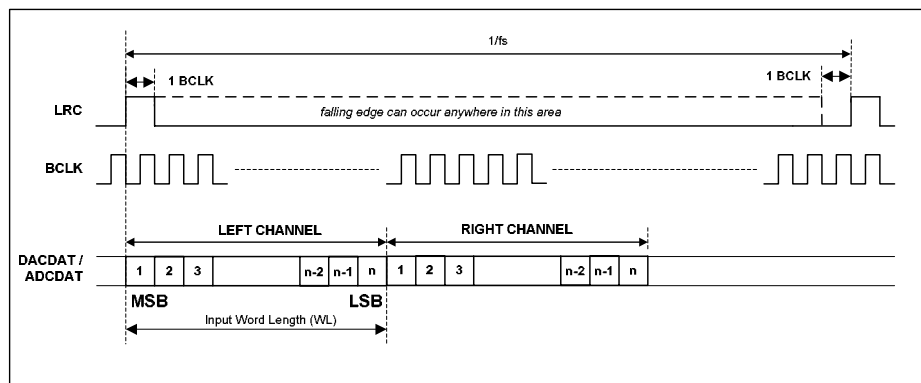 1/fs
1 BCLK
1 BCLK
LRC
falling edge can occur anywhere in this area
BCLK
LEFT CHANNEL
RIGHT CHANNEL
DACDAT /
ADCDAT
1 2 3 n-2 n-1 n 1 2 3 n-2 n-1 n
MSB
LSB
Input Word Length (WL)